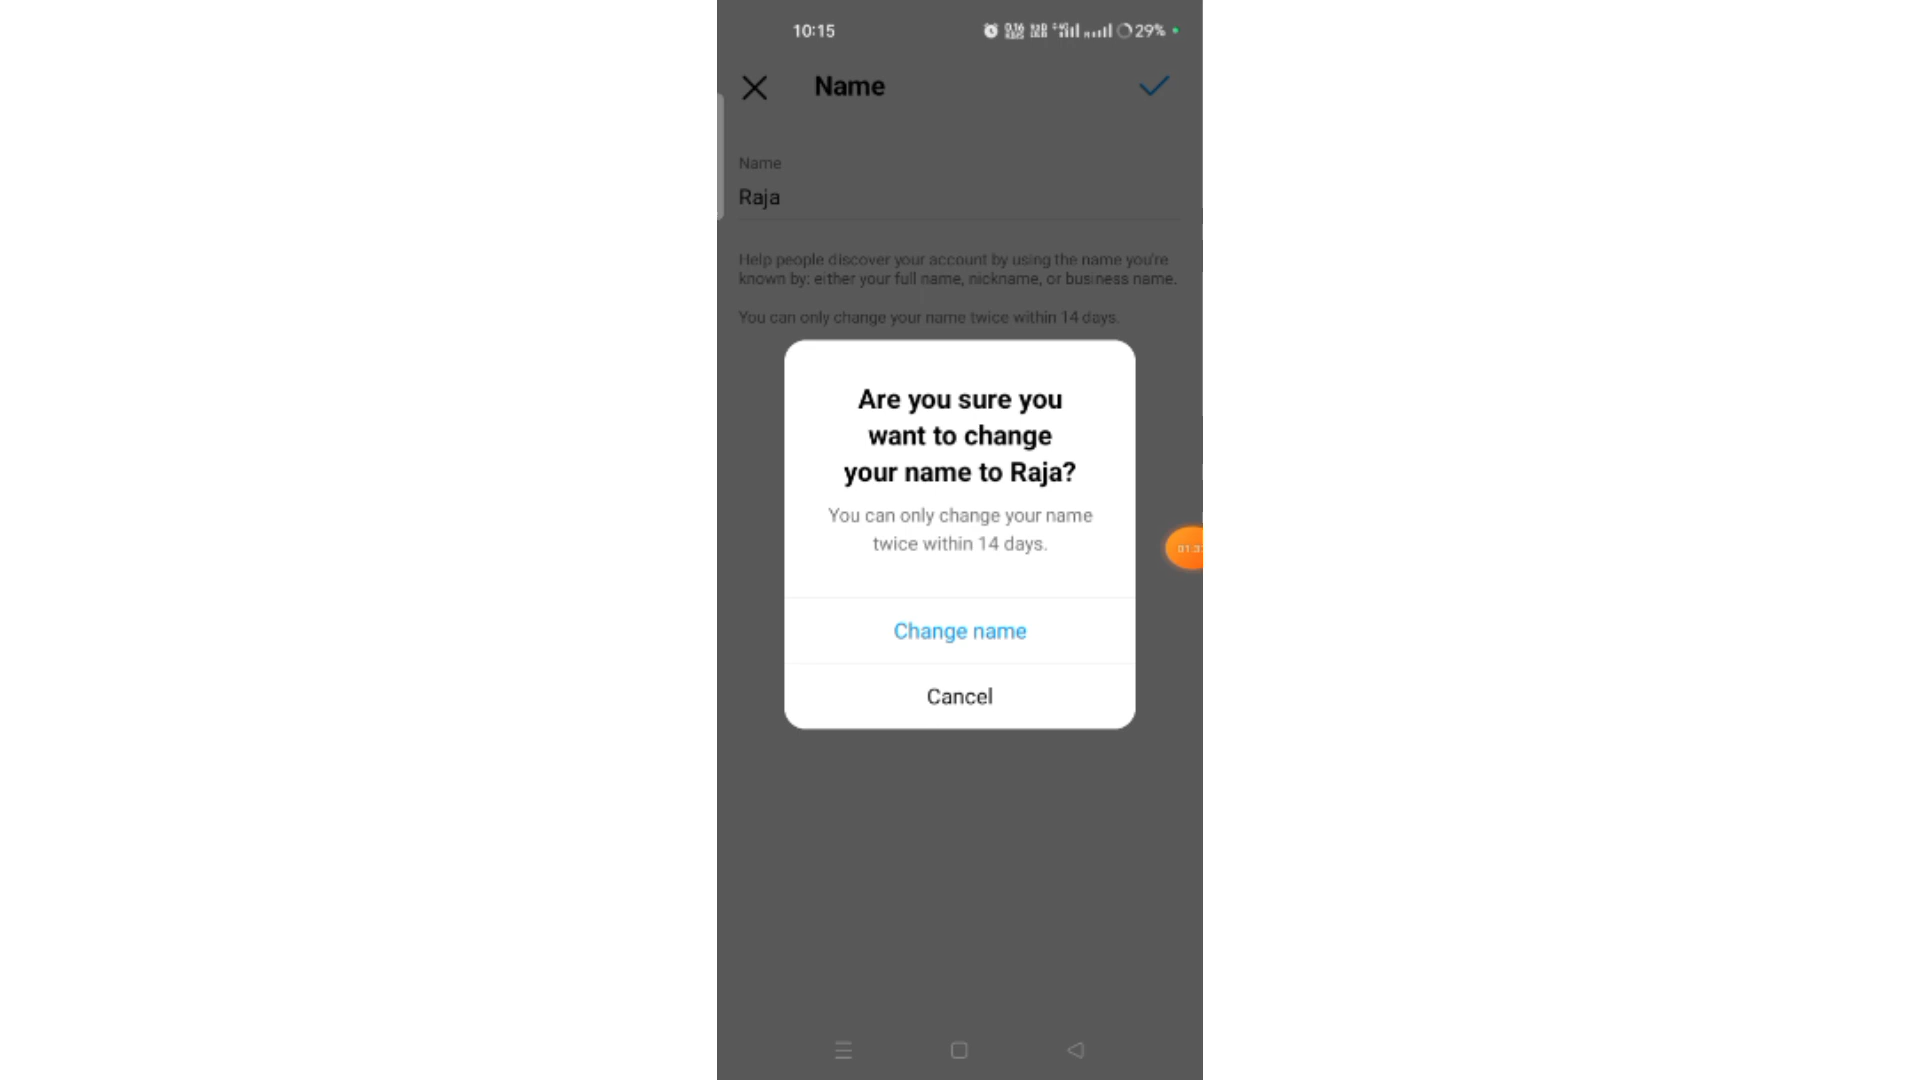 10:15
29%
Name
Name
Raja
Help people discover your account by using the name you're
known by: either your full name, nickname, or business name.
You can only change your name twice within 14 days.
Are you sure you
want to change
your name to Raja?
You can only change your name
twice within 14 days.
Change name
Cancel